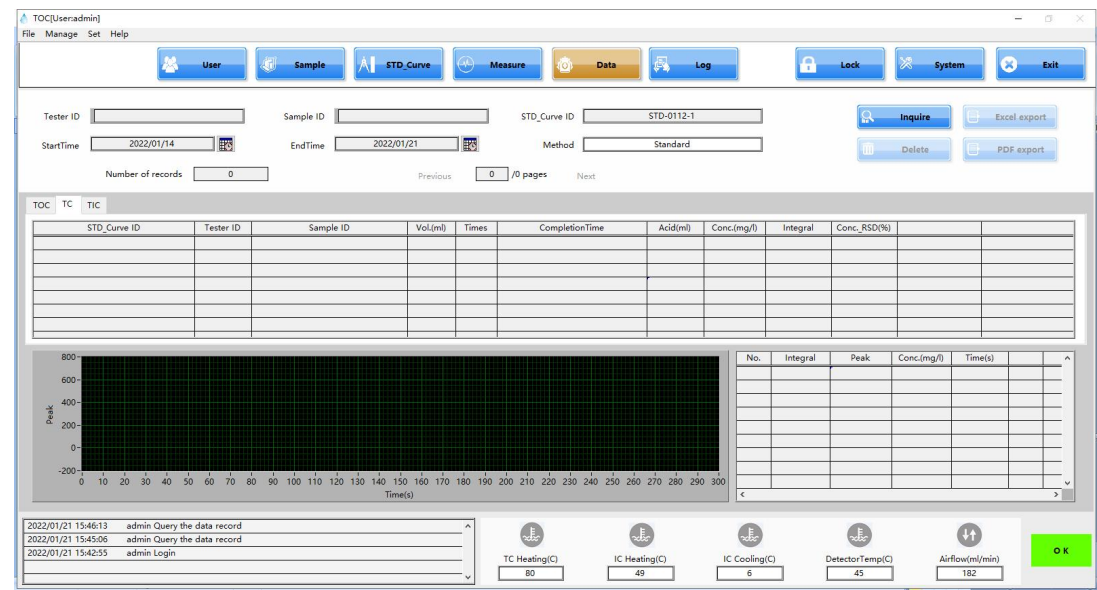 TOC[User:admin]
File Manage Set Help
User Sample STD_Curve Measure Data Log Lock System Exit
Tester ID Sample ID STD_Curve ID STD-0112-1 Inquire Excel export
StartTime 2022/01/14 EndTime 2022/01/21 Method Standard Delete PDF export
Number of records 0 Previous 0 /0 pages Next
TOC TC TIC
STD_Curve ID Tester ID Sample ID Vol.(ml) Times CompletionTime Acid(ml) Conc.(mg/l) Integral Conc._RSD(%)
No. Integral Peak Conc.(mg/l) Time(s)
800
600
400
200
0
-200
Peak
0 10 20 30 40 50 60 70 80 90 100 110 120 130 140 150 160 170 180 190 200 210 220 230 240 250 260 270 280 290 300
Time(s)
2022/01/21 15:46:13 admin Query the data record
2022/01/21 15:45:06 admin Query the data record
2022/01/21 15:42:55 admin Login
TC Heating(C) IC Heating(C) IC Cooling(C) DetectorTemp(C) Airflow(ml/min)
80 49 6 45 182
O K